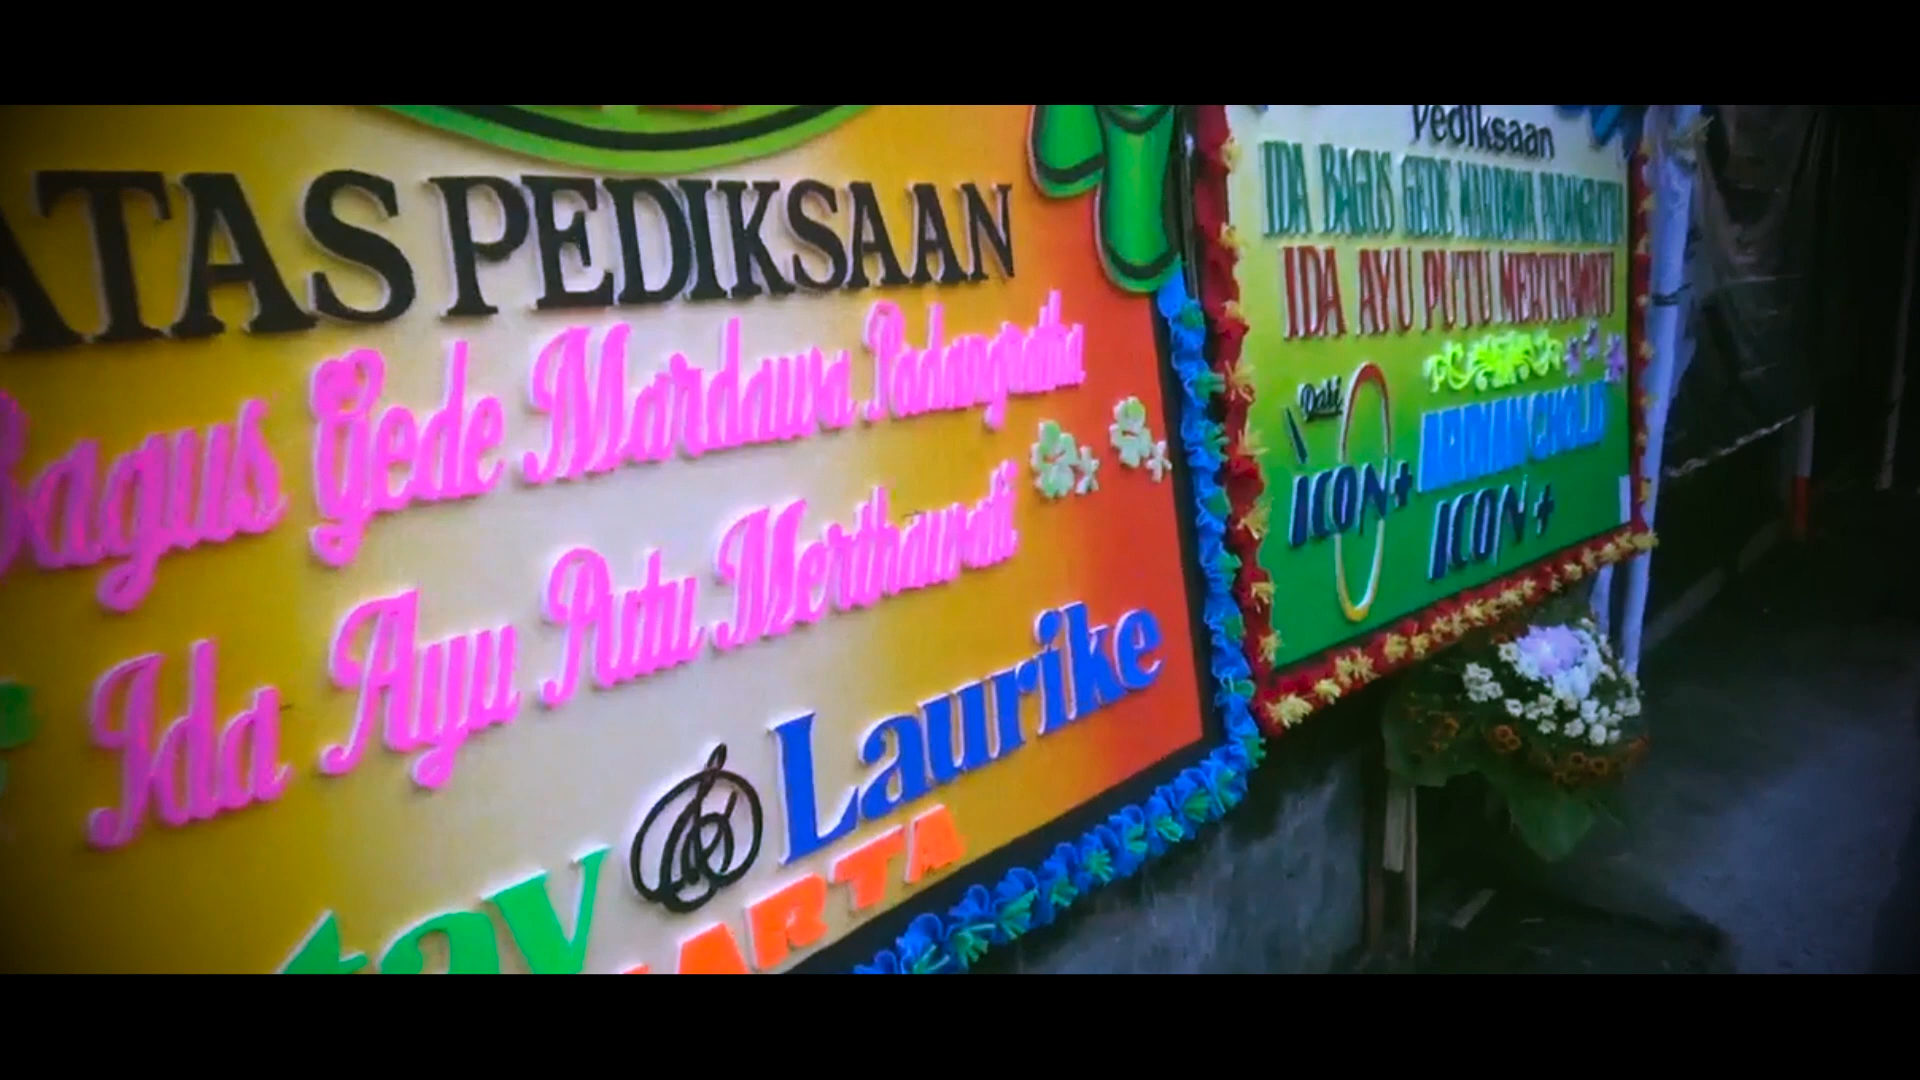 ATAS PEDIKSAAN
Bagus Gede Mardawa Padangratha
Ida Ayu Putu Merthawati
Laurike
ARTA
Pediksaan
IDA BAGUS GEDE MARDAWA PADANGRATHA
IDA AYU PUTU MERTHAWATI
Dari
ICON+
ICON+